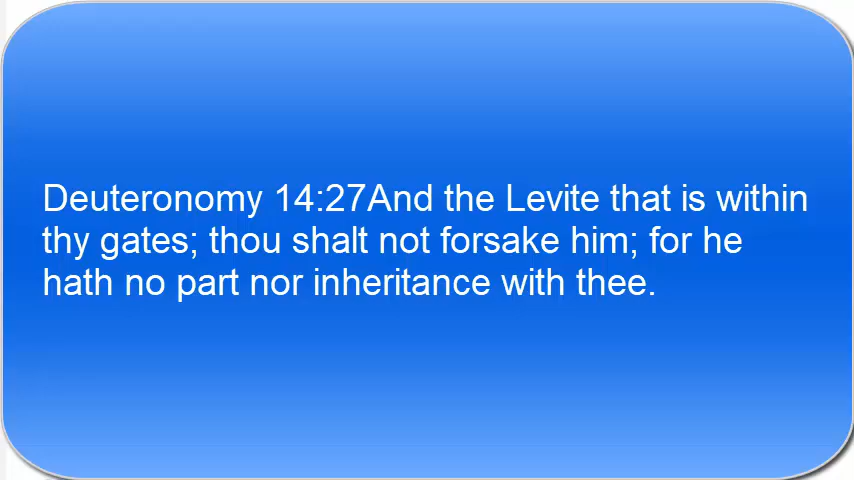 Deuteronomy 14:27And the Levite that is within
thy gates; thou shalt not forsake him; for he
hath no part nor inheritance with thee.